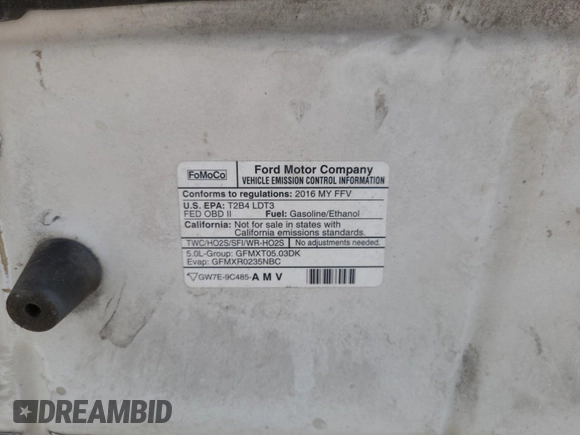 FoMoCo
Ford Motor Company
VEHICLE EMISSION CONTROL INFORMATION
Conforms to regulations: 2016 MY FFV
U.S. EPA: T2B4 LDT3
FED OBD II Fuel: Gasoline/Ethanol
California: Not for sale in states with
California emissions standards.
TWC/HO2S/SFI/WR-HO2S No adjustments needed.
5.0L-Group: GFMXT05.03DK
Evap: GFMXR0235NBC
GW7E-9C485-AMV
DREAMBID